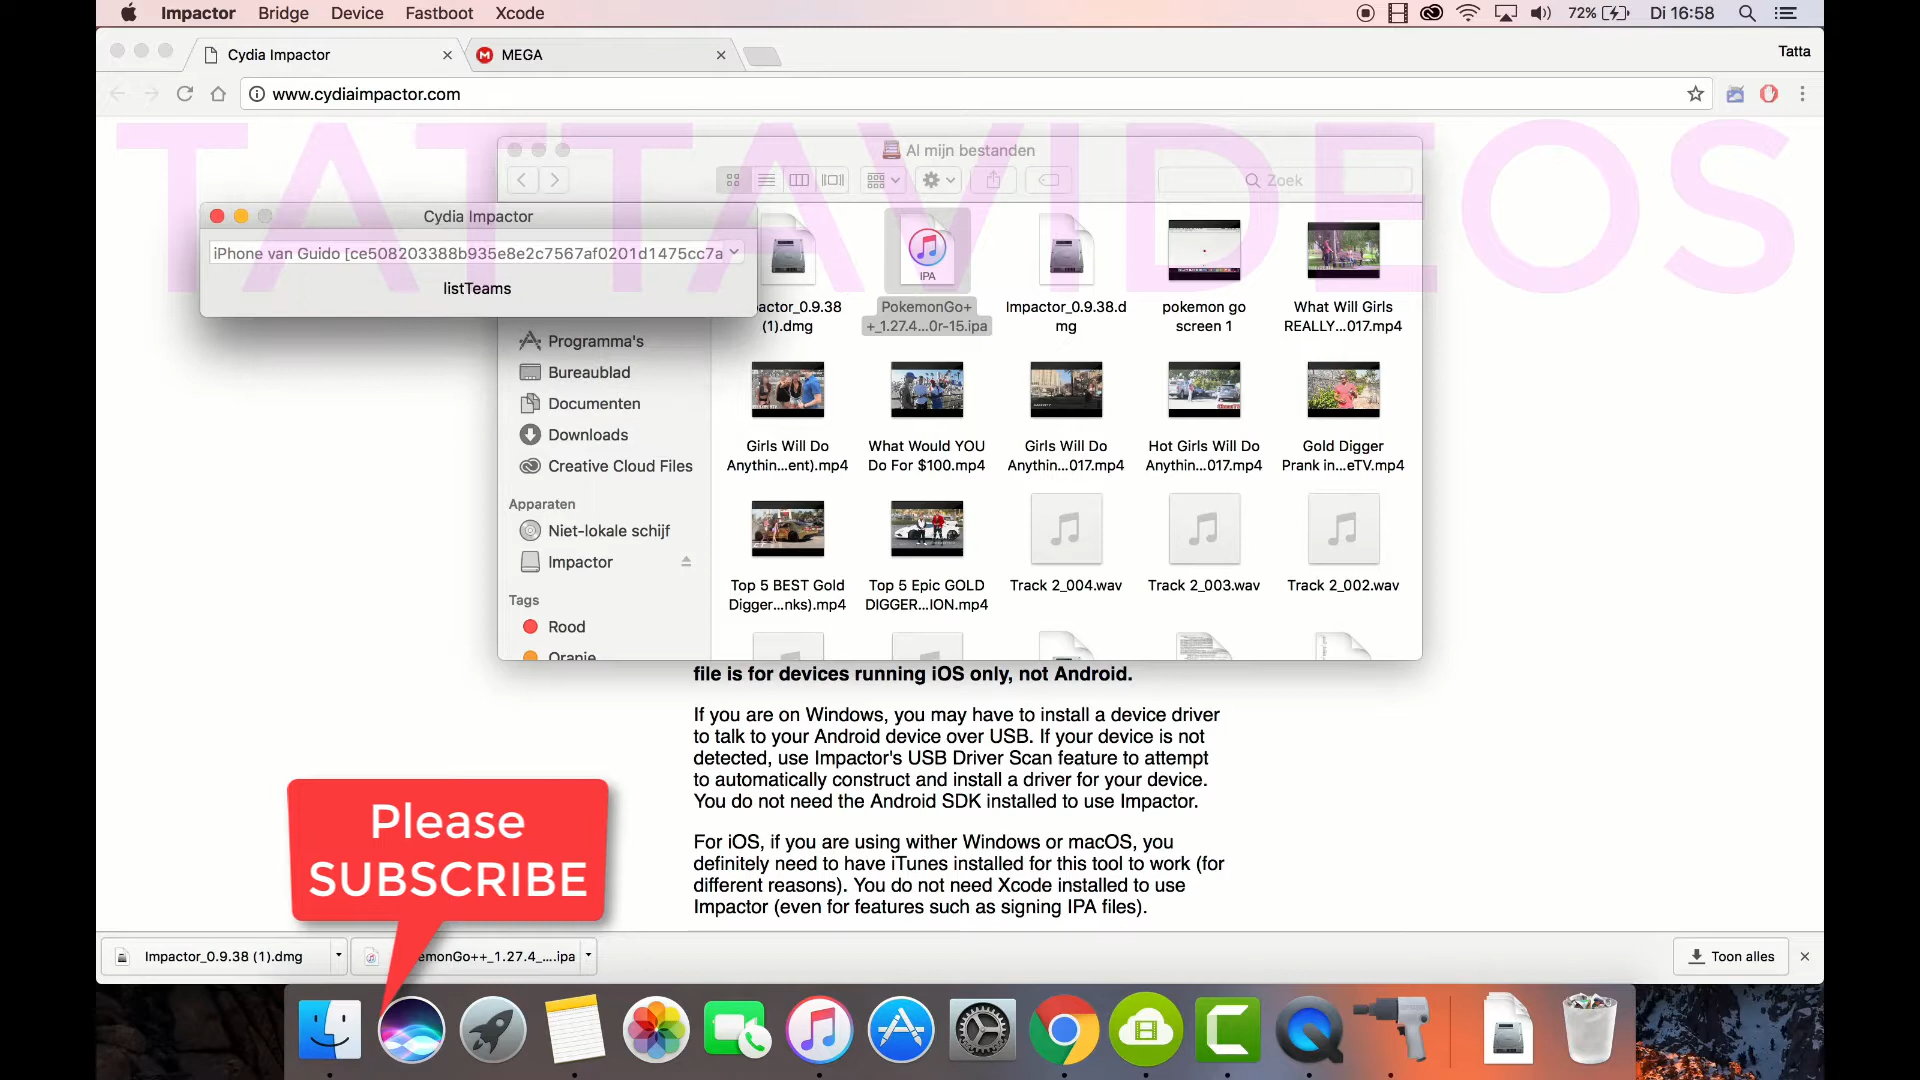 Impactor Bridge Device Fastboot Xcode
72% Di 16:58
Cydia Impactor
MEGA
Tatta
www.cydiaimpactor.com
TATTAVIDEOS
Al mijn bestanden
Zoek
Cydia Impactor
iPhone van Guido [ce508203388b935e8e2c7567af0201d1475cc7a
listTeams
Programma's
Bureaublad
Documenten
Downloads
Creative Cloud Files
Apparaten
Niet-lokale schijf
Impactor
Tags
Rood
Oranje
actor_0.9.38
(1).dmg
IPA
PokemonGo+
+_1.27.4...0r-15.ipa
Impactor_0.9.38.d
mg
pokemon go
screen 1
What Will Girls
REALLY...017.mp4
Girls Will Do
Anythin...ent).mp4
What Would YOU
Do For $100.mp4
Girls Will Do
Anythin...017.mp4
Hot Girls Will Do
Anythin...017.mp4
Gold Digger
Prank in...eTV.mp4
Top 5 BEST Gold
Digger...nks).mp4
Top 5 Epic GOLD
DIGGER...ION.mp4
Track 2_004.wav
Track 2_003.wav
Track 2_002.wav
file is for devices running iOS only, not Android.
If you are on Windows, you may have to install a device driver
to talk to your Android device over USB. If your device is not
detected, use Impactor's USB Driver Scan feature to attempt
to automatically construct and install a driver for your device.
You do not need the Android SDK installed to use Impactor.
For iOS, if you are using wither Windows or macOS, you
definitely need to have iTunes installed for this tool to work (for
different reasons). You do not need Xcode installed to use
Impactor (even for features such as signing IPA files).
Please
SUBSCRIBE
Impactor_0.9.38 (1).dmg
emonGo++_1.27.4_....ipa
Toon alles